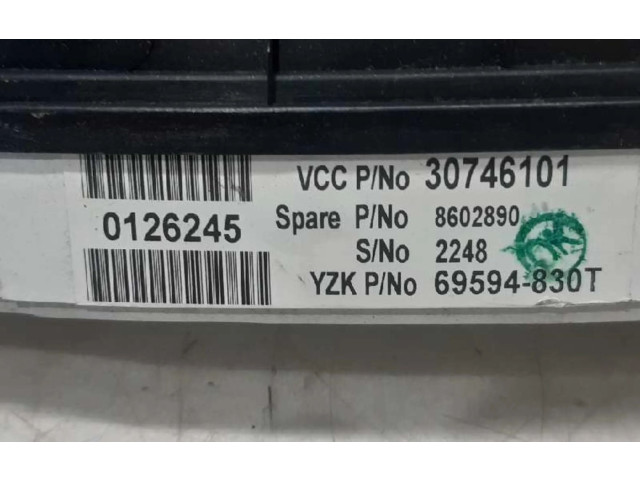 VCC P/No 30746101
0126245
Spare P/No 8602890
S/No 2248
YZK P/No 69594-830T